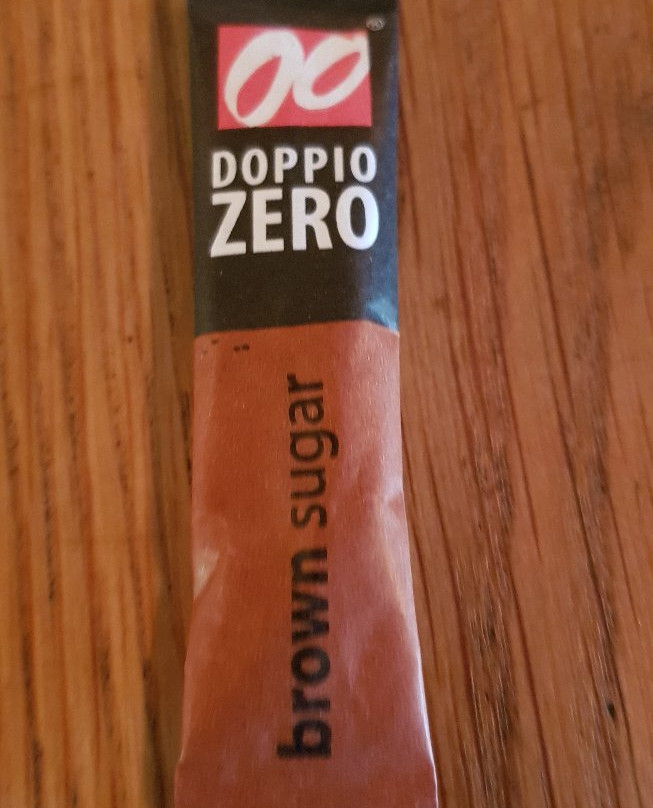 00®
DOPPIO
ZERO
brown sugar